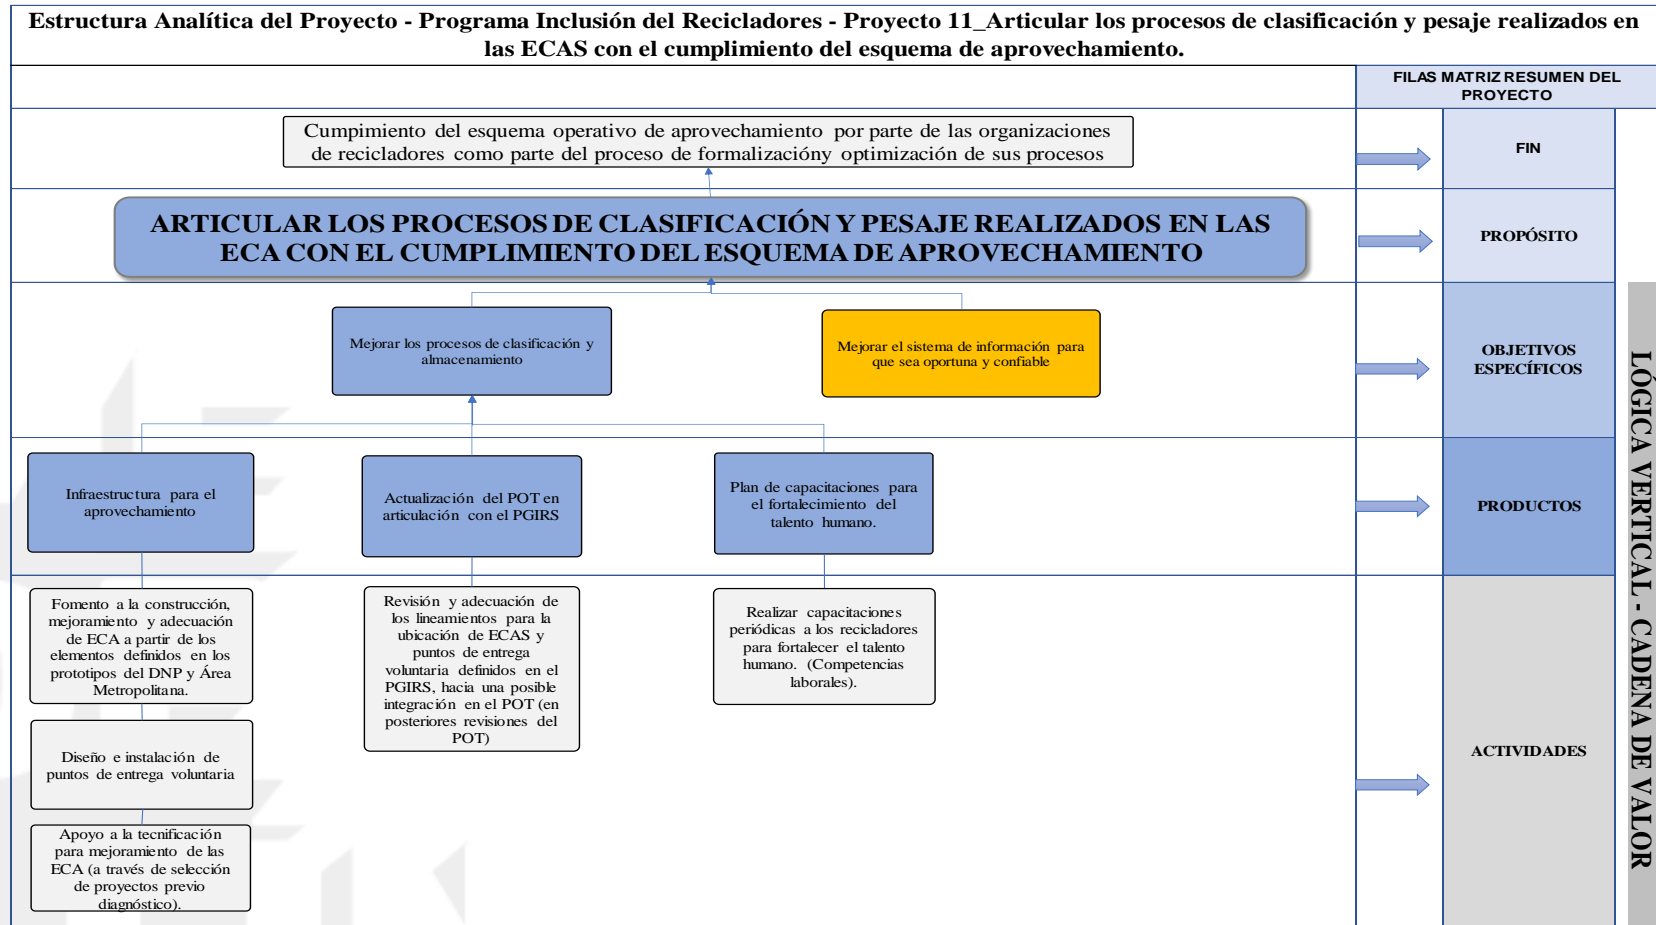 Estructura Analítica del Proyecto - Programa Inclusión del Recicladores - Proyecto 11_Articular los procesos de clasificación y pesaje realizados en
las ECAS con el cumplimiento del esquema de aprovechamiento.
FILAS MATRIZ RESUMEN DEL
PROYECTO
Cumpimiento del esquema operativo de aprovechamiento por parte de las organizaciones
de recicladores como parte del proceso de formalizacióny optimización de sus procesos
FIN
ARTICULAR LOS PROCESOS DE CLASIFICACIÓN Y PESAJE REALIZADOS EN LAS
ECA CON EL CUMPLIMIENTO DEL ESQUEMA DE APROVECHAMIENTO
PROPÓSITO
Mejorar los procesos de clasificación y
almacenamiento
Mejorar el sistema de información para
que sea oportuna y confiable
OBJETIVOS
ESPECÍFICOS
Infraestructura para el
aprovechamiento
Actualización del POT en
articulación con el PGIRS
Plan de capacitaciones para
el fortalecimiento del
talento humano.
PRODUCTOS
Fomento a la construcción,
mejoramiento y adecuación
de ECA a partir de los
elementos definidos en los
prototipos del DNP y Área
Metropolitana.
Diseño e instalación de
puntos de entrega voluntaria
Apoyo a la tecnificación
para mejoramiento de las
ECA (a través de selección
de proyectos previo
diagnóstico).
Revisión y adecuación de
los lineamientos para la
ubicación de ECAS y
puntos de entrega
voluntaria definidos en el
PGIRS, hacia una posible
integración en el POT (en
posteriores revisiones del
POT)
Realizar capacitaciones
periódicas a los recicladores
para fortalecer el talento
humano. (Competencias
laborales).
ACTIVIDADES
LÓGICA VERTICAL - CADENA DE VALOR